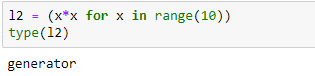 l2 = (x*x for x in range(10))
type(l2)
generator